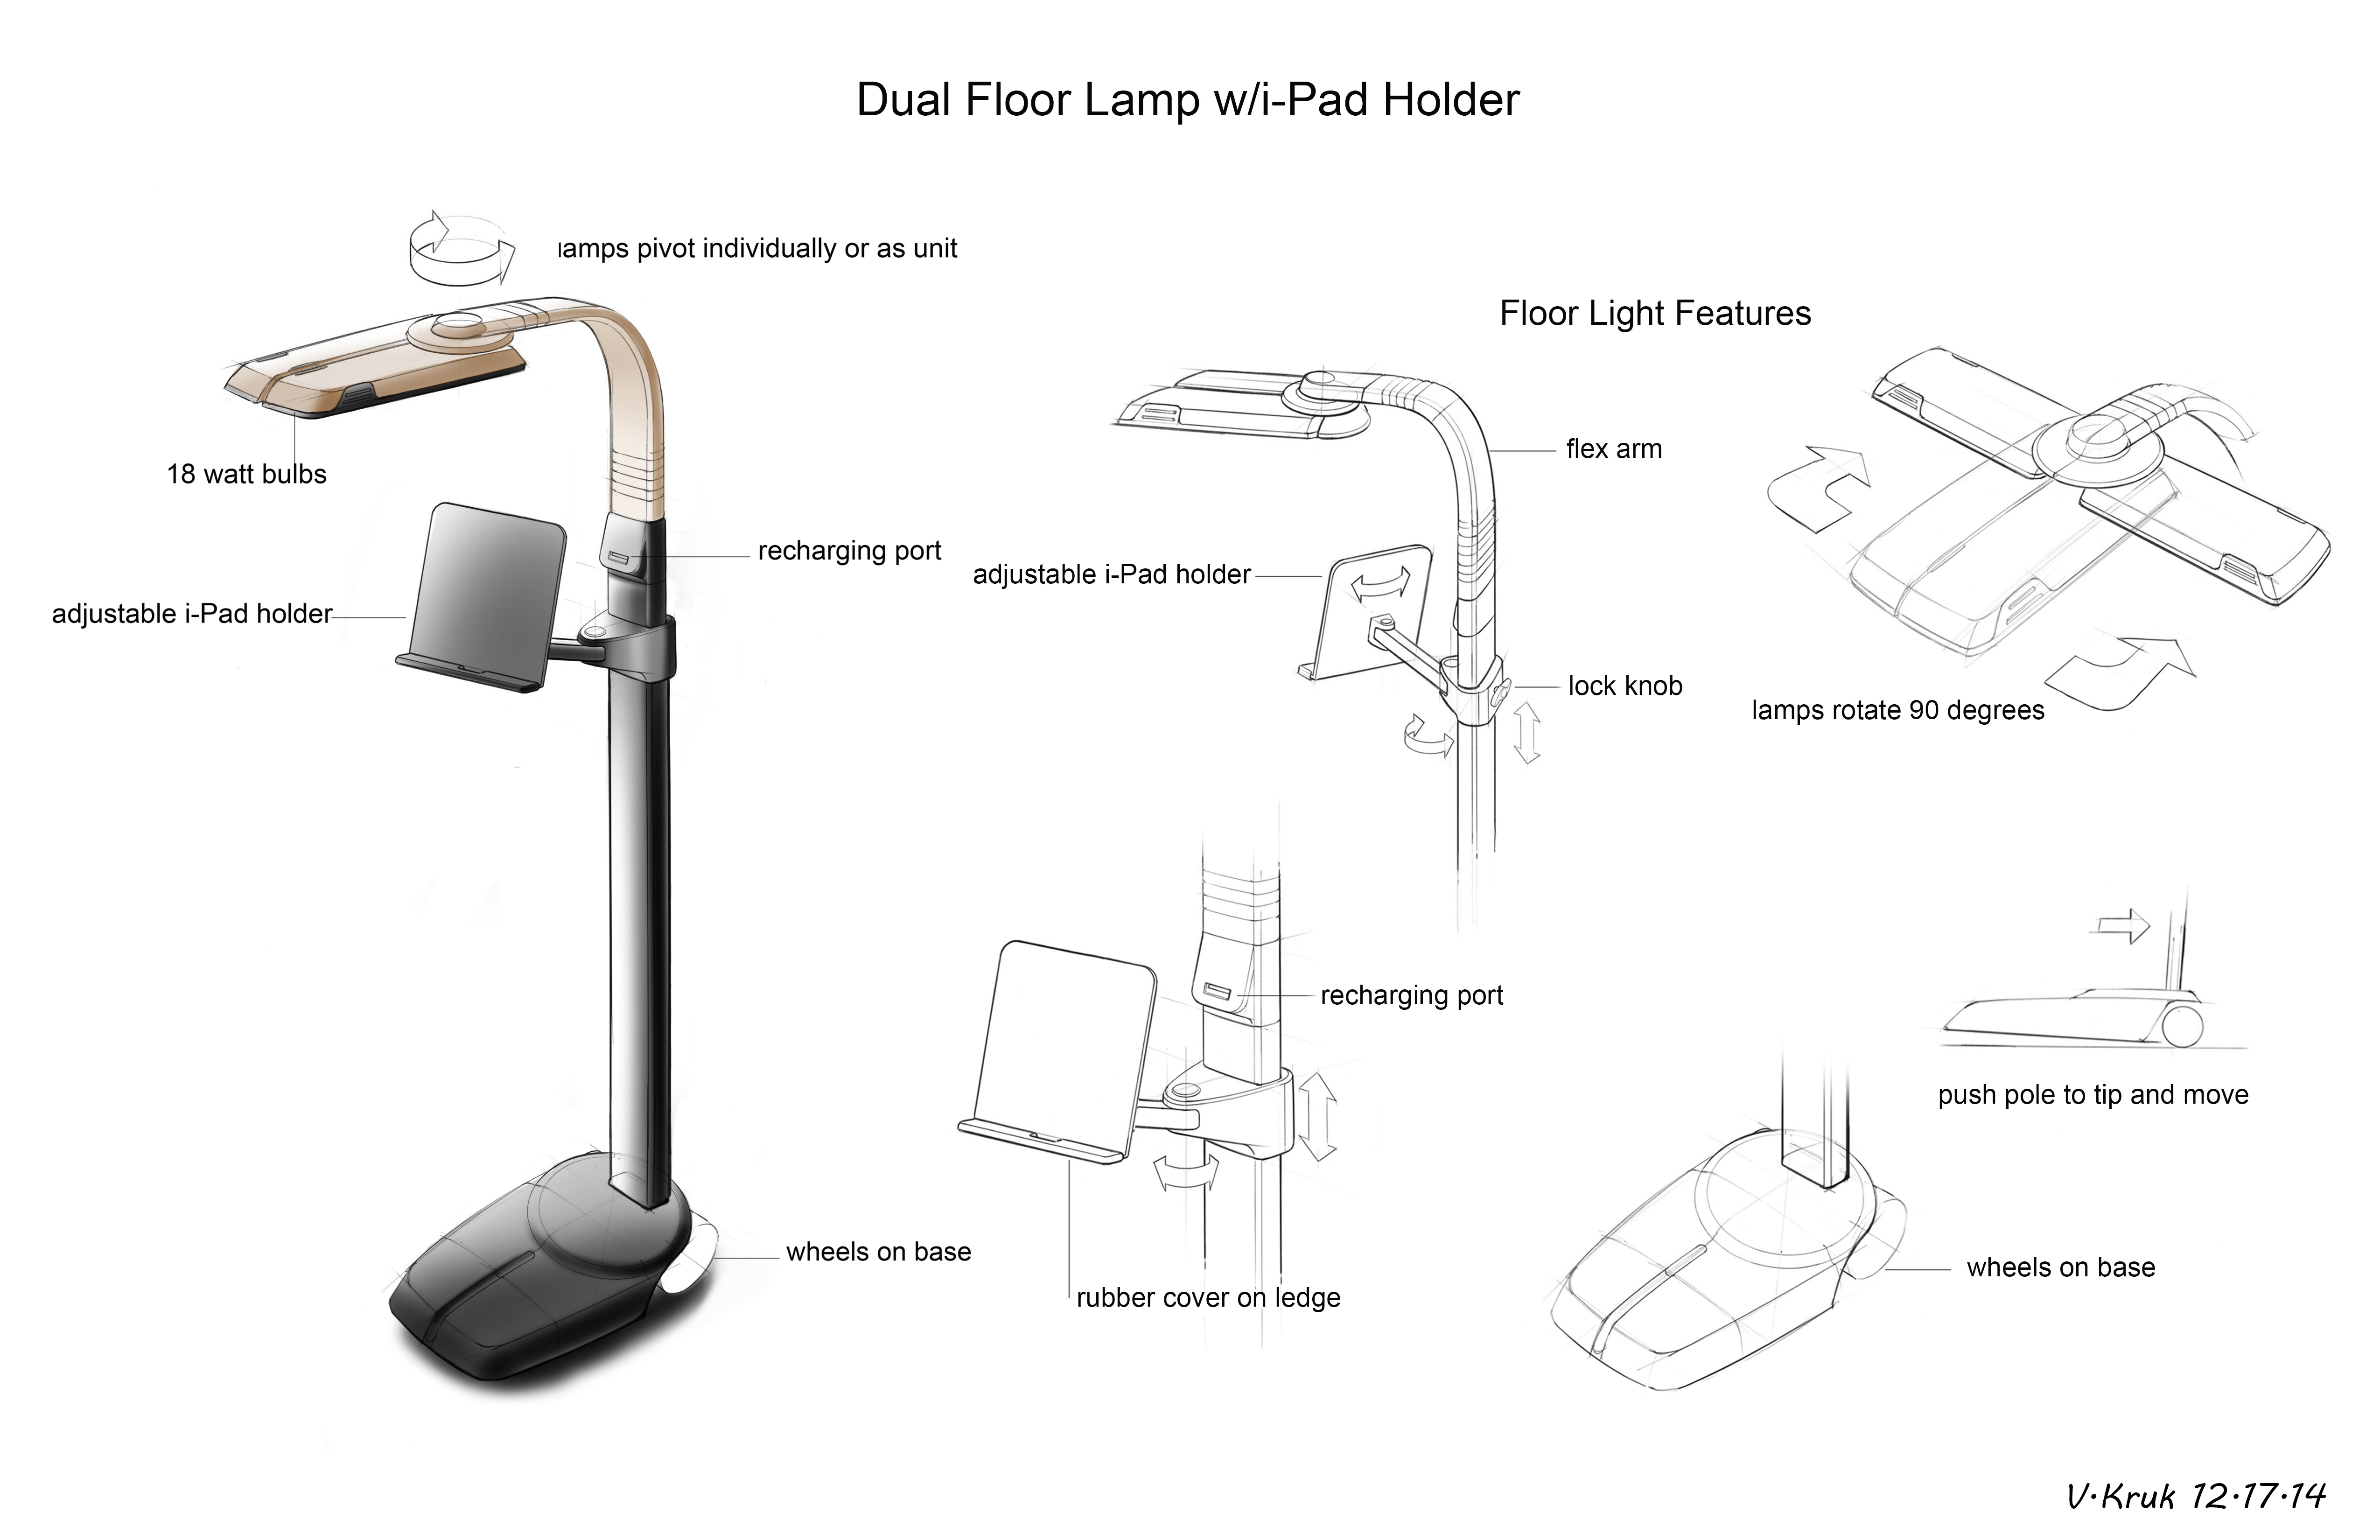 Dual Floor Lamp w/i-Pad Holder
lamps pivot individually or as unit
18 watt bulbs
recharging port
adjustable i-Pad holder
wheels on base
Floor Light Features
flex arm
adjustable i-Pad holder
lock knob
lamps rotate 90 degrees
recharging port
rubber cover on ledge
push pole to tip and move
wheels on base
V·Kruk 12·17·14